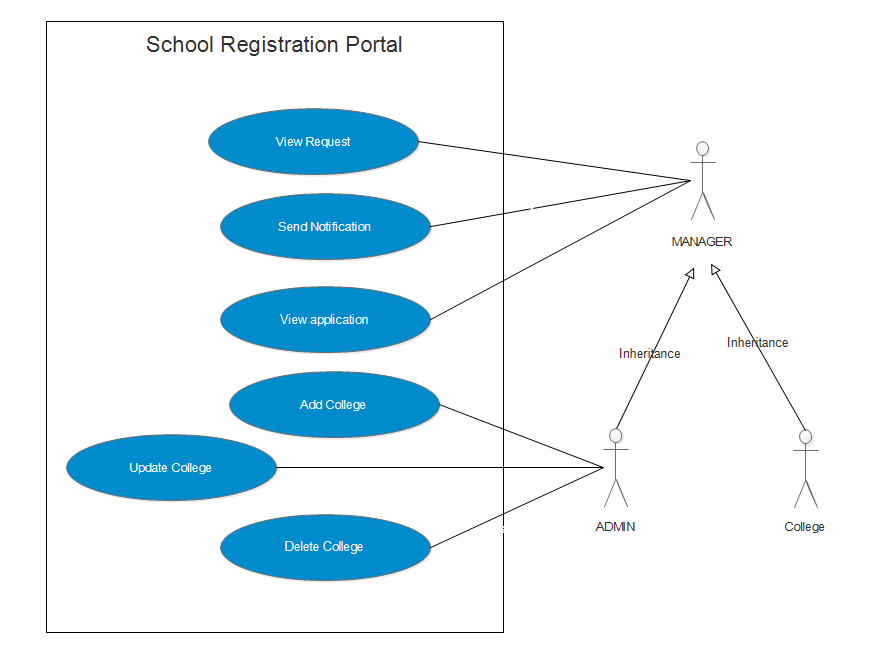 School Registration Portal
View Request
Send Notification
View application
Add College
Update College
Delete College
MANAGER
Inheritance
Inheritance
ADMIN
College